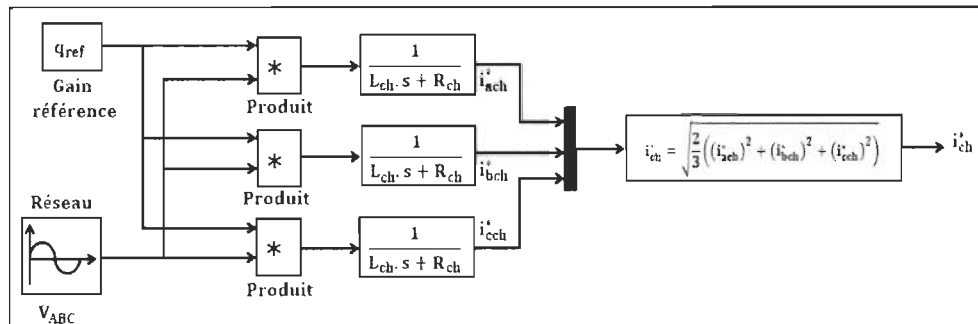 q_ref
Gain
référence
*
Produit
1
L_ch. s + R_ch
i*_ach
*
Produit
1
L_ch. s + R_ch
i*_bch
Réseau
V_ABC
*
Produit
1
L_ch. s + R_ch
i*_cch
i*_ch = √(2/3 ((i*_ach)² + (i*_bch)² + (i*_cch)²))
i*_ch